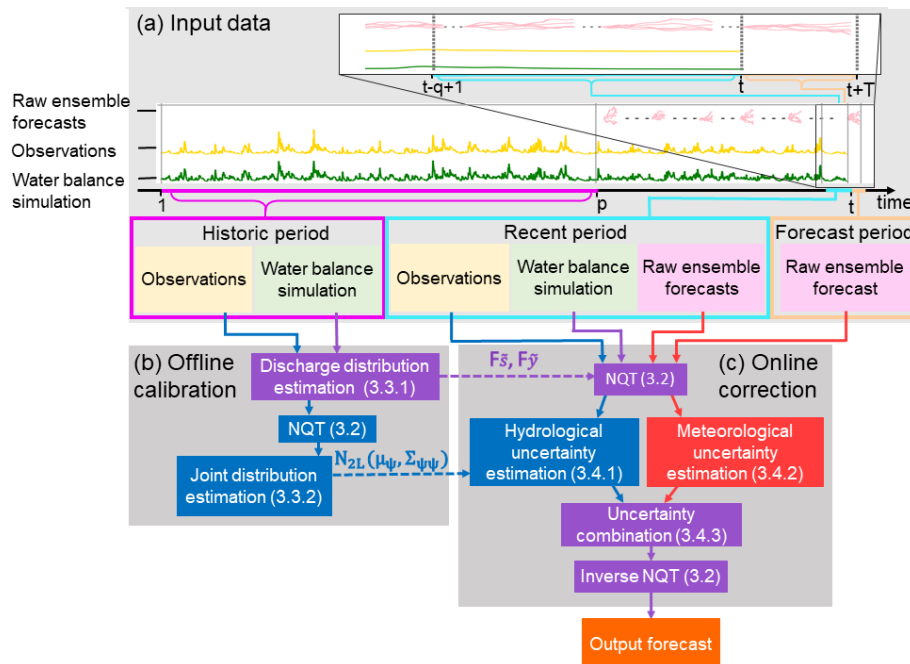 (a) Input data
t-q+1
t
t+T
Raw ensemble
forecasts
Observations
Water balance
simulation
1
p
t
time
Historic period
Recent period
Forecast period
Observations
Water balance
simulation
Observations
Water balance
simulation
Raw ensemble
forecasts
Raw ensemble
forecast
(b) Offline
calibration
Discharge distribution
estimation (3.3.1)
NQT (3.2)
Joint distribution
estimation (3.3.2)
Fs̃, Fỹ
N₂L(μψ, Σψψ)
(c) Online
correction
NQT (3.2)
Hydrological
uncertainty
estimation
(3.4.1)
Meteorological
uncertainty
estimation (3.4.2)
Uncertainty
combination (3.4.3)
Inverse NQT (3.2)
Output forecast